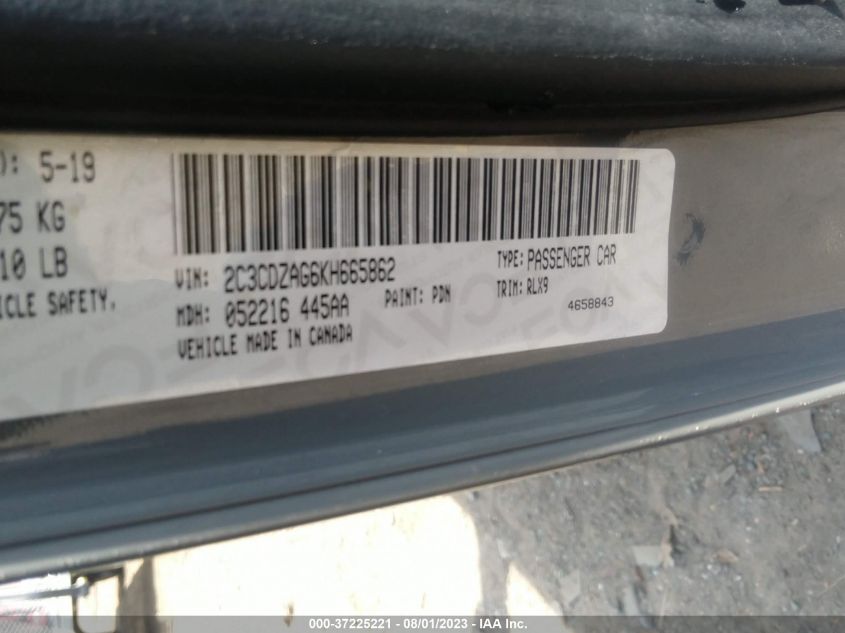 ): 5-19
75 KG
10 LB
ICLE SAFETY,
VIN: 2C3CDZAG6KH665862
TYPE: PASSENGER CAR
MDH: 052216 445AA
PAINT: PDN
TRIM: RLX9
4658843
VEHICLE MADE IN CANADA
000-37225221 - 08/01/2023 - IAA Inc.